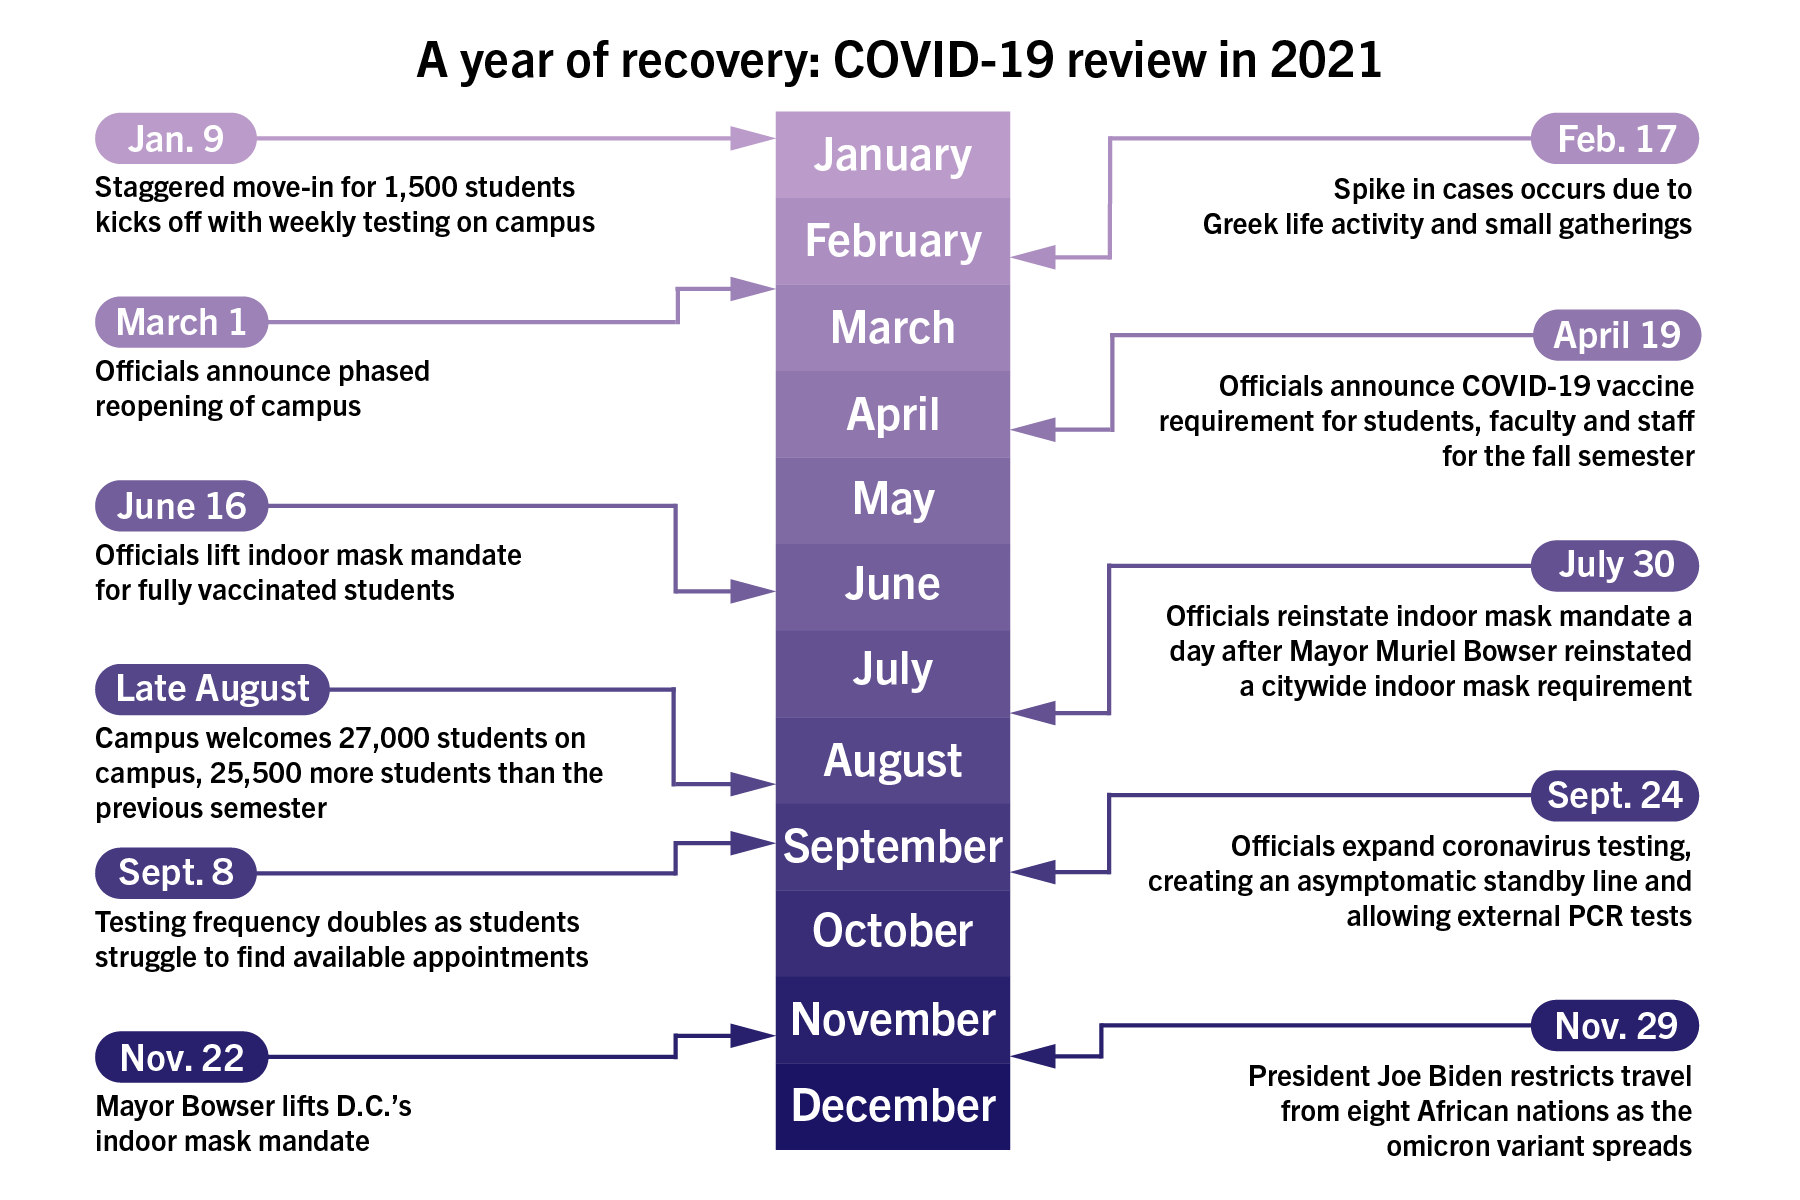 A year of recovery: COVID-19 review in 2021
Jan. 9
Staggered move-in for 1,500 students
kicks off with weekly testing on campus
March 1
Officials announce phased
reopening of campus
June 16
Officials lift indoor mask mandate
for fully vaccinated students
Late August
Campus welcomes 27,000 students on
campus, 25,500 more students than the
previous semester
Sept. 8
Testing frequency doubles as students
struggle to find available appointments
Nov. 22
Mayor Bowser lifts D.C.’s
indoor mask mandate
January
February
March
April
May
June
July
August
September
October
November
December
Feb. 17
Spike in cases occurs due to
Greek life activity and small gatherings
April 19
Officials announce COVID-19 vaccine
requirement for students, faculty and staff
for the fall semester
July 30
Officials reinstate indoor mask mandate a
day after Mayor Muriel Bowser reinstated
a citywide indoor mask requirement
Sept. 24
Officials expand coronavirus testing,
creating an asymptomatic standby line and
allowing external PCR tests
Nov. 29
President Joe Biden restricts travel
from eight African nations as the
omicron variant spreads